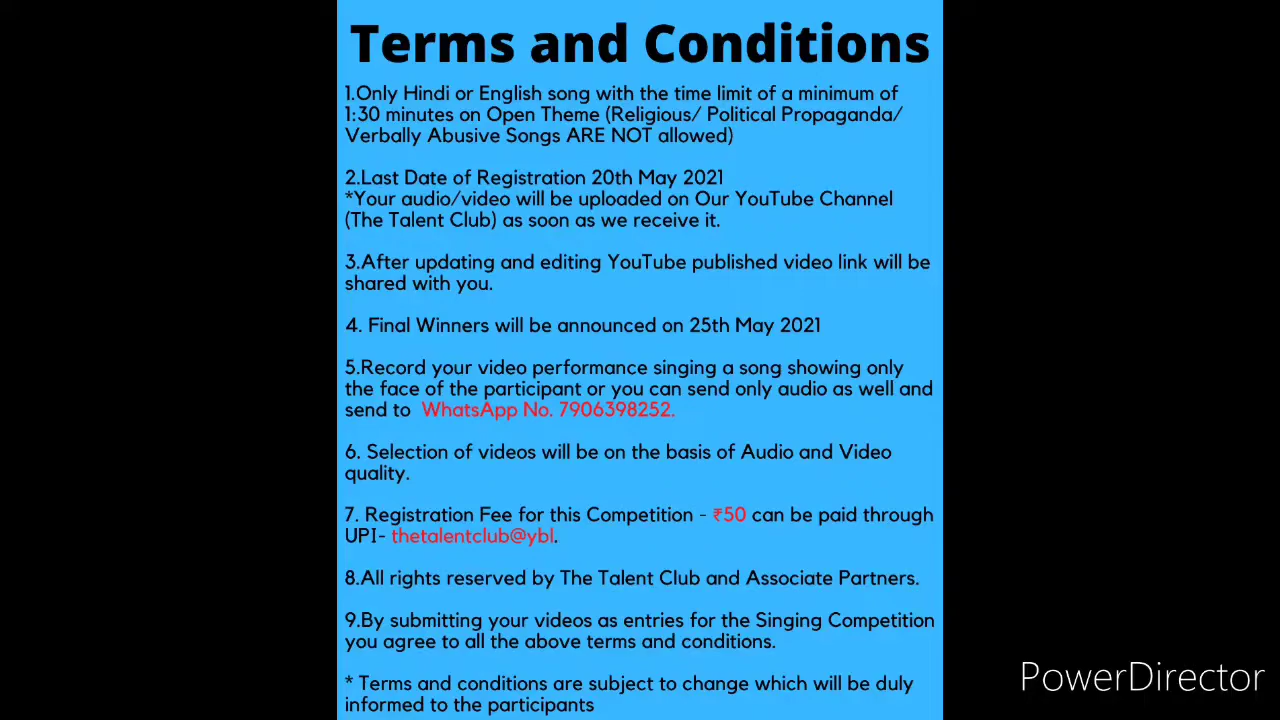 Terms and Conditions
1.Only Hindi or English song with the time limit of a minimum of
1:30 minutes on Open Theme (Religious/ Political Propaganda/
Verbally Abusive Songs ARE NOT allowed)
2.Last Date of Registration 20th May 2021
*Your audio/video will be uploaded on Our YouTube Channel
(The Talent Club) as soon as we receive it.
3.After updating and editing YouTube published video link will be
shared with you.
4. Final Winners will be announced on 25th May 2021
5.Record your video performance singing a song showing only
the face of the participant or you can send only audio as well and
send to WhatsApp No. 7906398252.
6. Selection of videos will be on the basis of Audio and Video
quality.
7. Registration Fee for this Competition - ₹50 can be paid through
UPI- thetalentclub@ybl.
8.All rights reserved by The Talent Club and Associate Partners.
9.By submitting your videos as entries for the Singing Competition
you agree to all the above terms and conditions.
* Terms and conditions are subject to change which will be duly
informed to the participants
PowerDirector